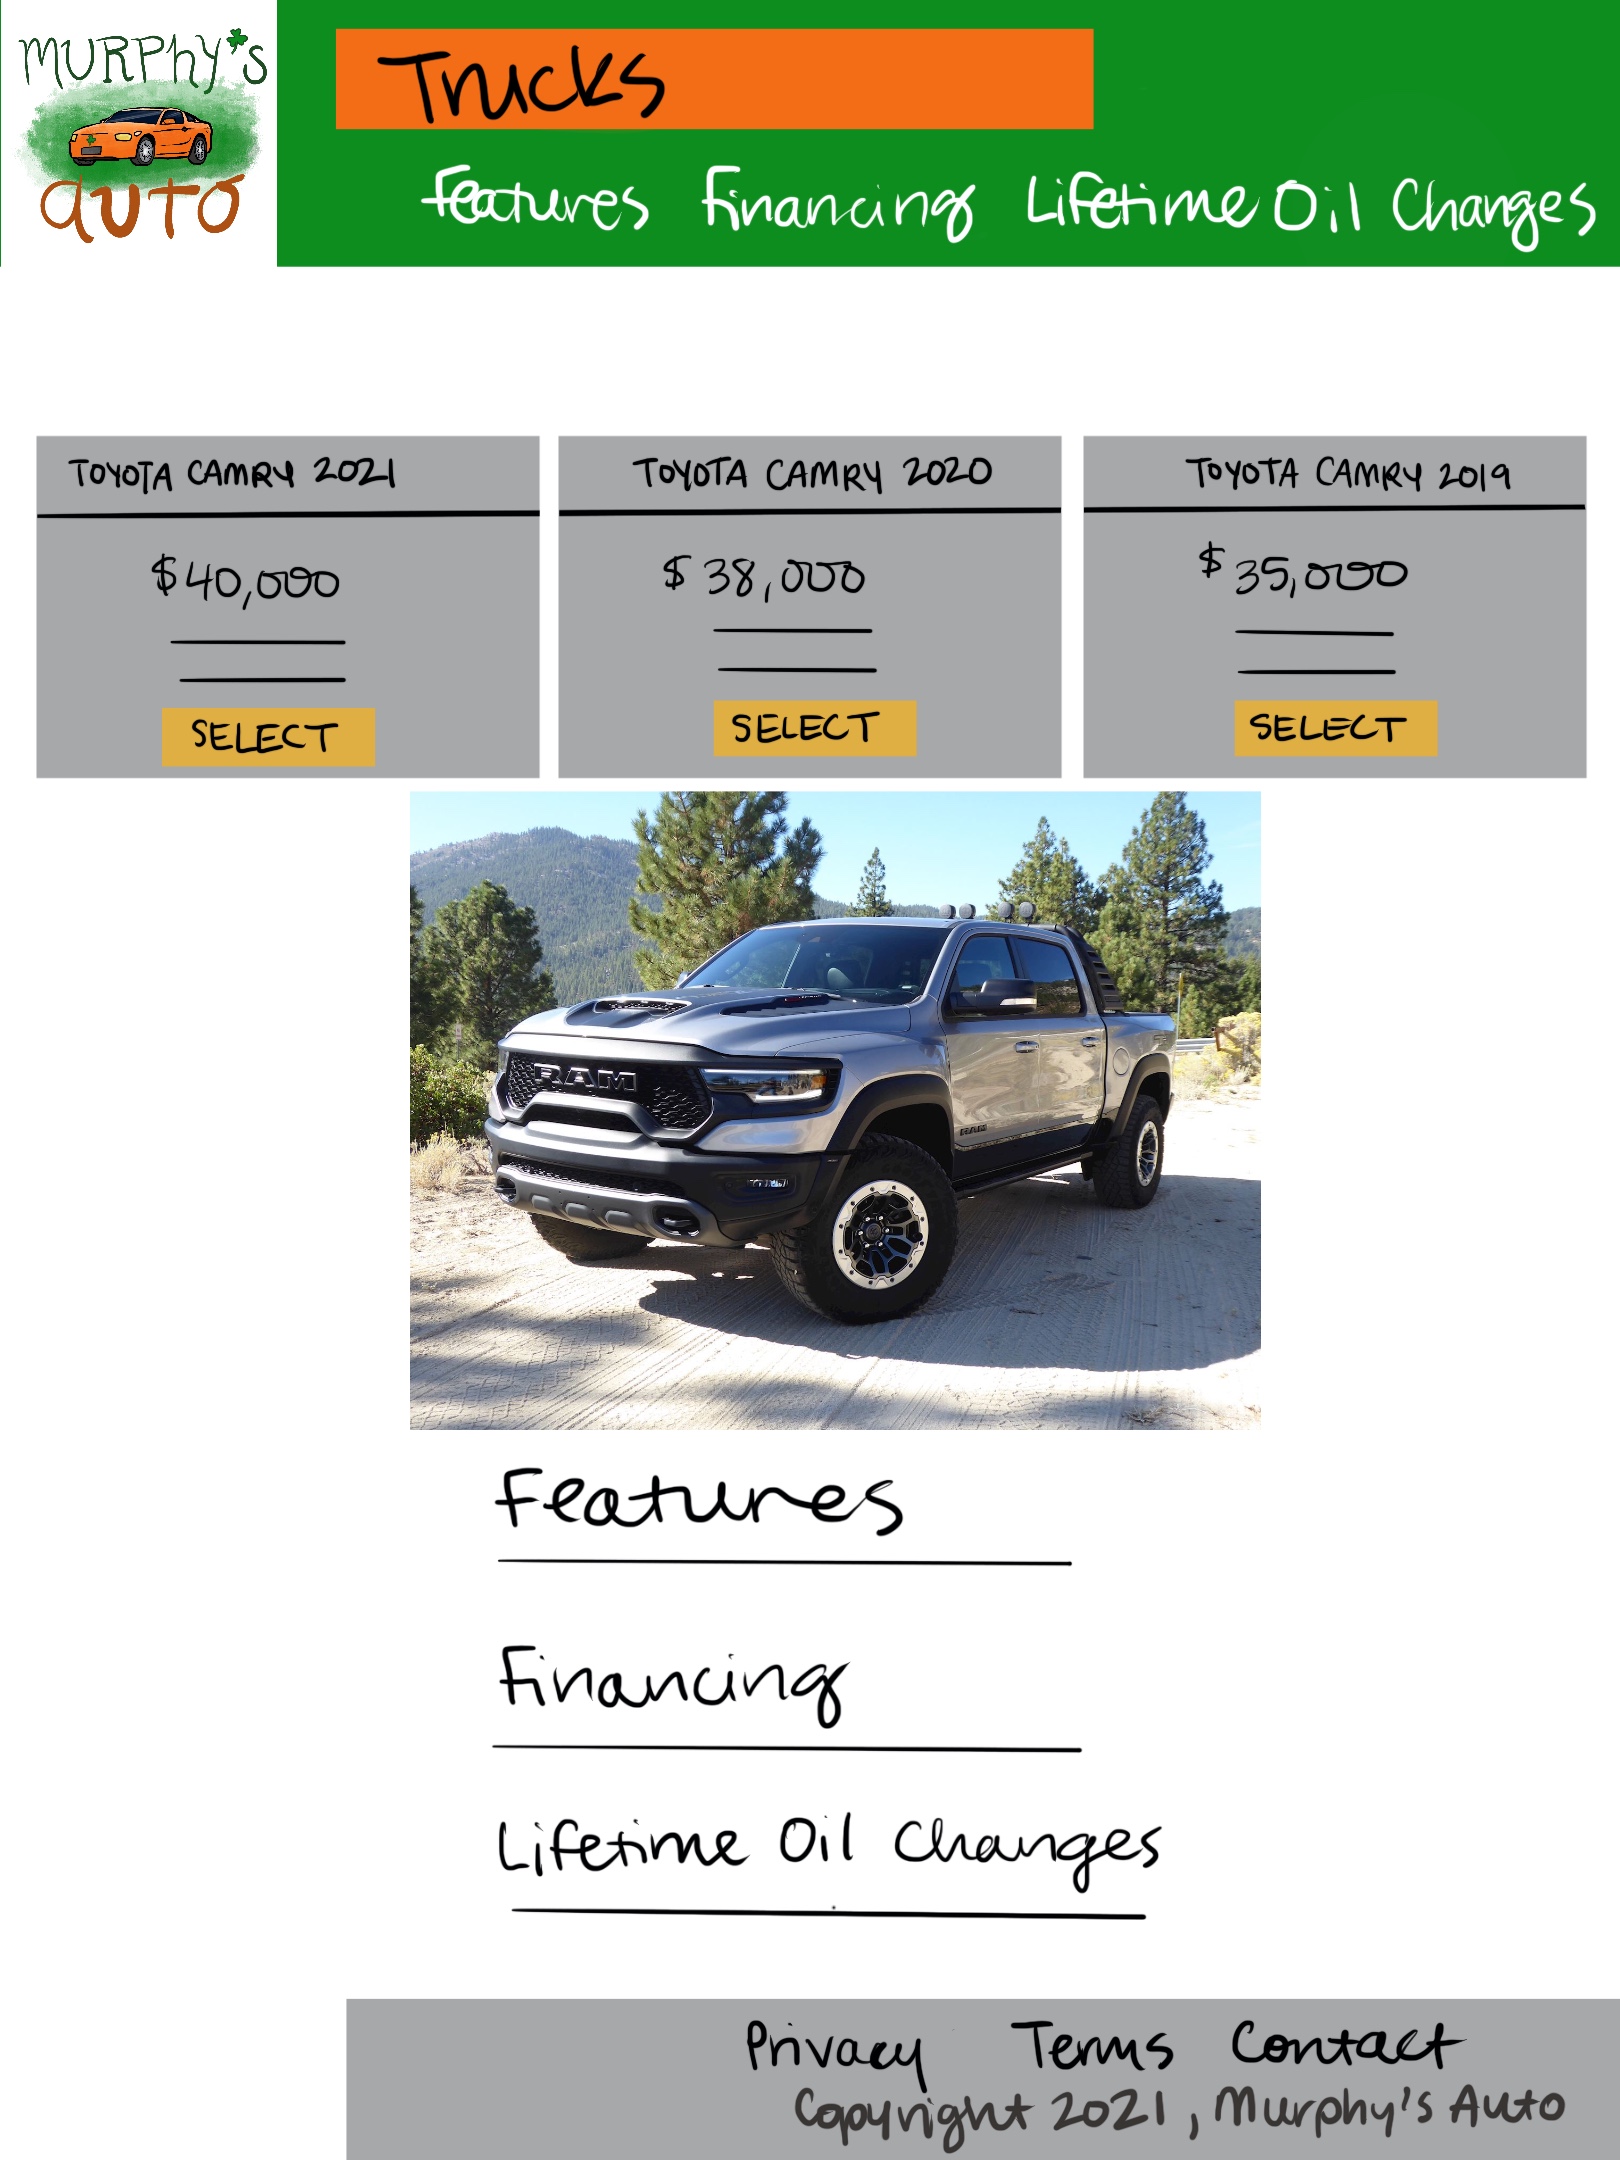 MURPhY's
auto
Trucks
Features Financing Lifetime Oil Changes
TOYOTA CAMRY 2021
$40,000
SELECT
TOYOTA CAMRY 2020
$38,000
SELECT
TOYOTA CAMRY 2019
$35,000
SELECT
RAM
RAM
Features
Financing
Lifetime Oil Changes
Privacy Terms Contact
Copyright 2021, Murphy's Auto